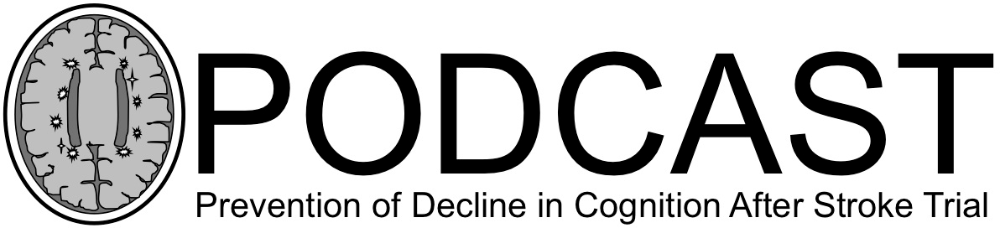 PODCAST
Prevention of Decline in Cognition After Stroke Trial